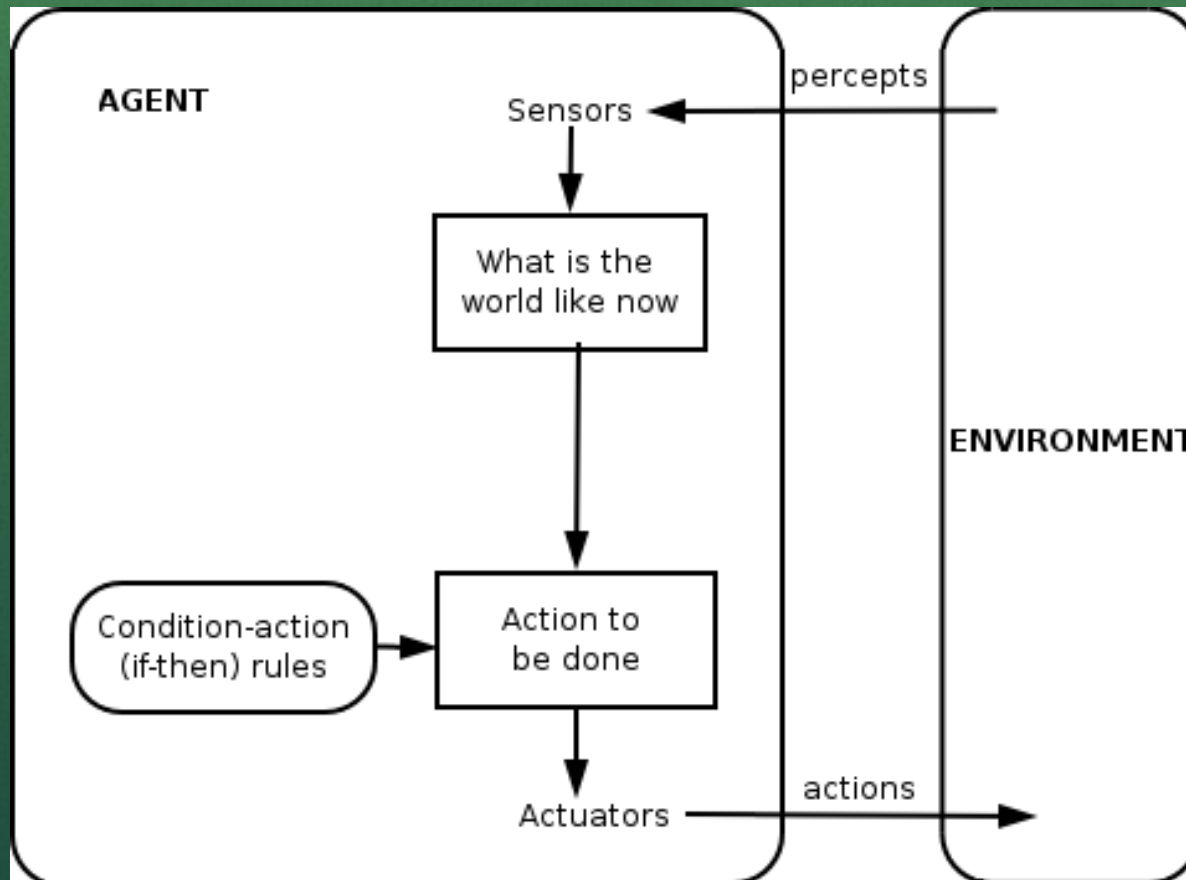 AGENT
percepts
Sensors
What is the
world like now
ENVIRONMENT
Condition-action
(if-then) rules
Action to
be done
actions
Actuators